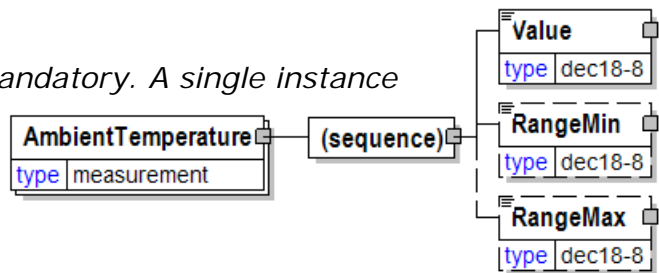 Value
type dec18-8
andatory. A single instance
RangeMin
AmbientTemperature (sequence)
type dec18-8
type measurement
RangeMax
type dec18-8